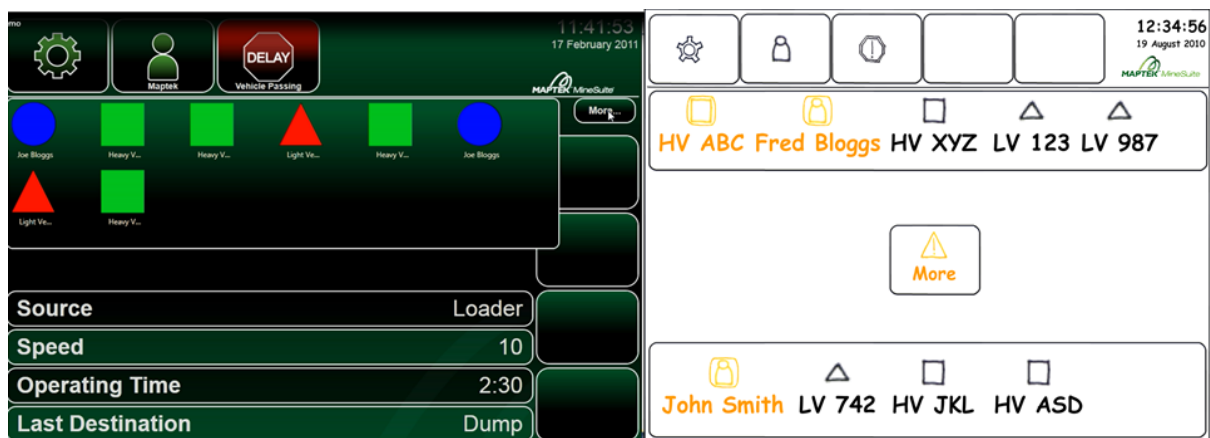 mo
11:41:53
17 February 2011
DELAY
Maptek
Vehicle Passing
MAPTEK MineSuite
More...
Joe Bloggs
Heavy V...
Heavy V...
Light Ve...
Heavy V...
Joe Bloggs
Light Ve...
Heavy V...
Source Loader
Speed 10
Operating Time 2:30
Last Destination Dump
12:34:56
19 August 2010
MAPTEK MineSuite
HV ABC Fred Bloggs HV XYZ LV 123 LV 987
More
John Smith LV 742 HV JKL HV ASD